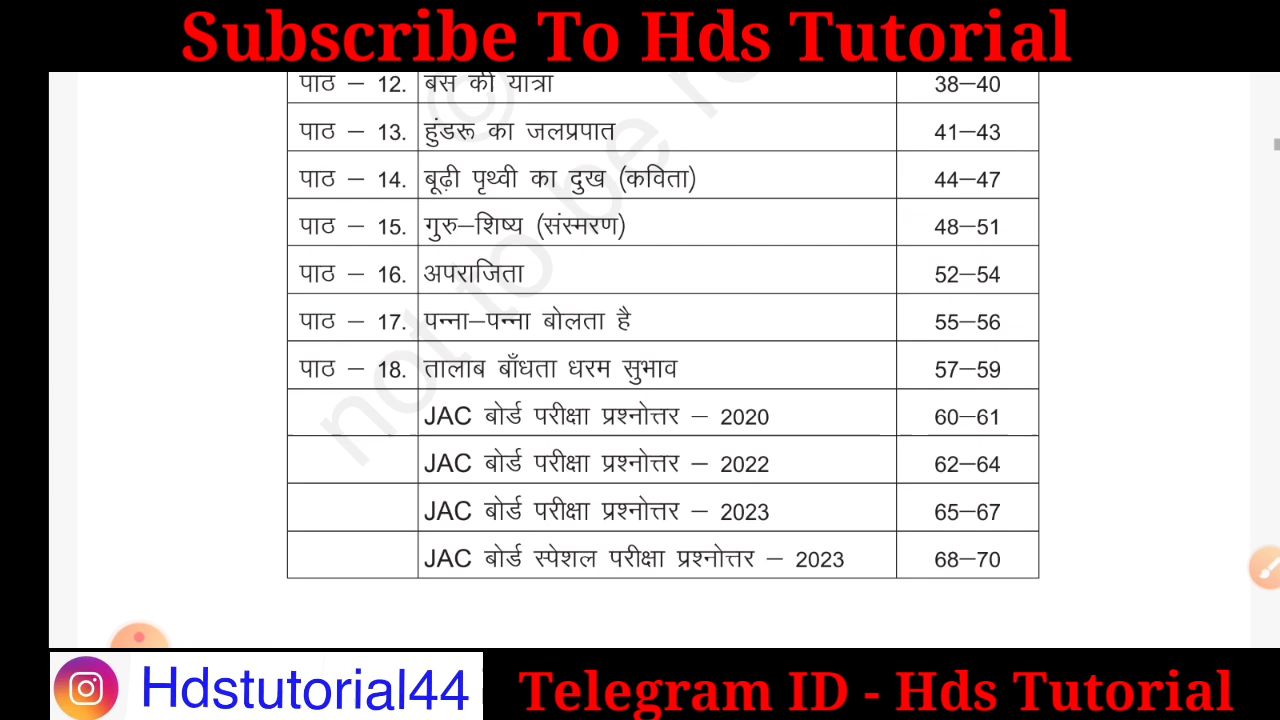 Subscribe To Hds Tutorial
पाठ – 12. बस की यात्रा 38–40
पाठ – 13. हुंडरू का जलप्रपात 41–43
पाठ – 14. बूढ़ी पृथ्वी का दुख (कविता) 44–47
पाठ – 15. गुरु–शिष्य (संस्मरण) 48–51
पाठ – 16. अपराजिता 52–54
पाठ – 17. पन्ना–पन्ना बोलता है 55–56
पाठ – 18. तालाब बाँधता धरम सुभाव 57–59
JAC बोर्ड परीक्षा प्रश्नोत्तर – 2020 60–61
JAC बोर्ड परीक्षा प्रश्नोत्तर – 2022 62–64
JAC बोर्ड परीक्षा प्रश्नोत्तर – 2023 65–67
JAC बोर्ड स्पेशल परीक्षा प्रश्नोत्तर – 2023 68–70
© not to be
Hdstutorial44
Telegram ID - Hds Tutorial